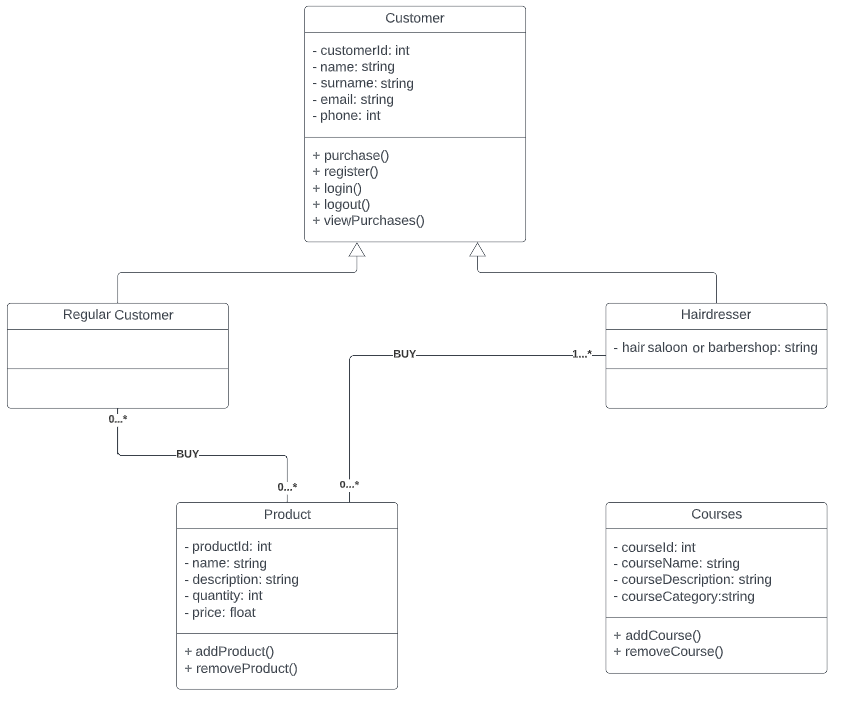 Customer
- customerId: int
- name: string
- surname: string
- email: string
- phone: int
+ purchase()
+ register()
+ login()
+ logout()
+ viewPurchases()
Regular Customer
Hairdresser
- hair saloon or barbershop: string
BUY
1...*
0...*
BUY
0...*
0...*
Product
- productId: int
- name: string
- description: string
- quantity: int
- price: float
+ addProduct()
+ removeProduct()
Courses
- courseId: int
- courseName: string
- courseDescription: string
- courseCategory:string
+ addCourse()
+ removeCourse()